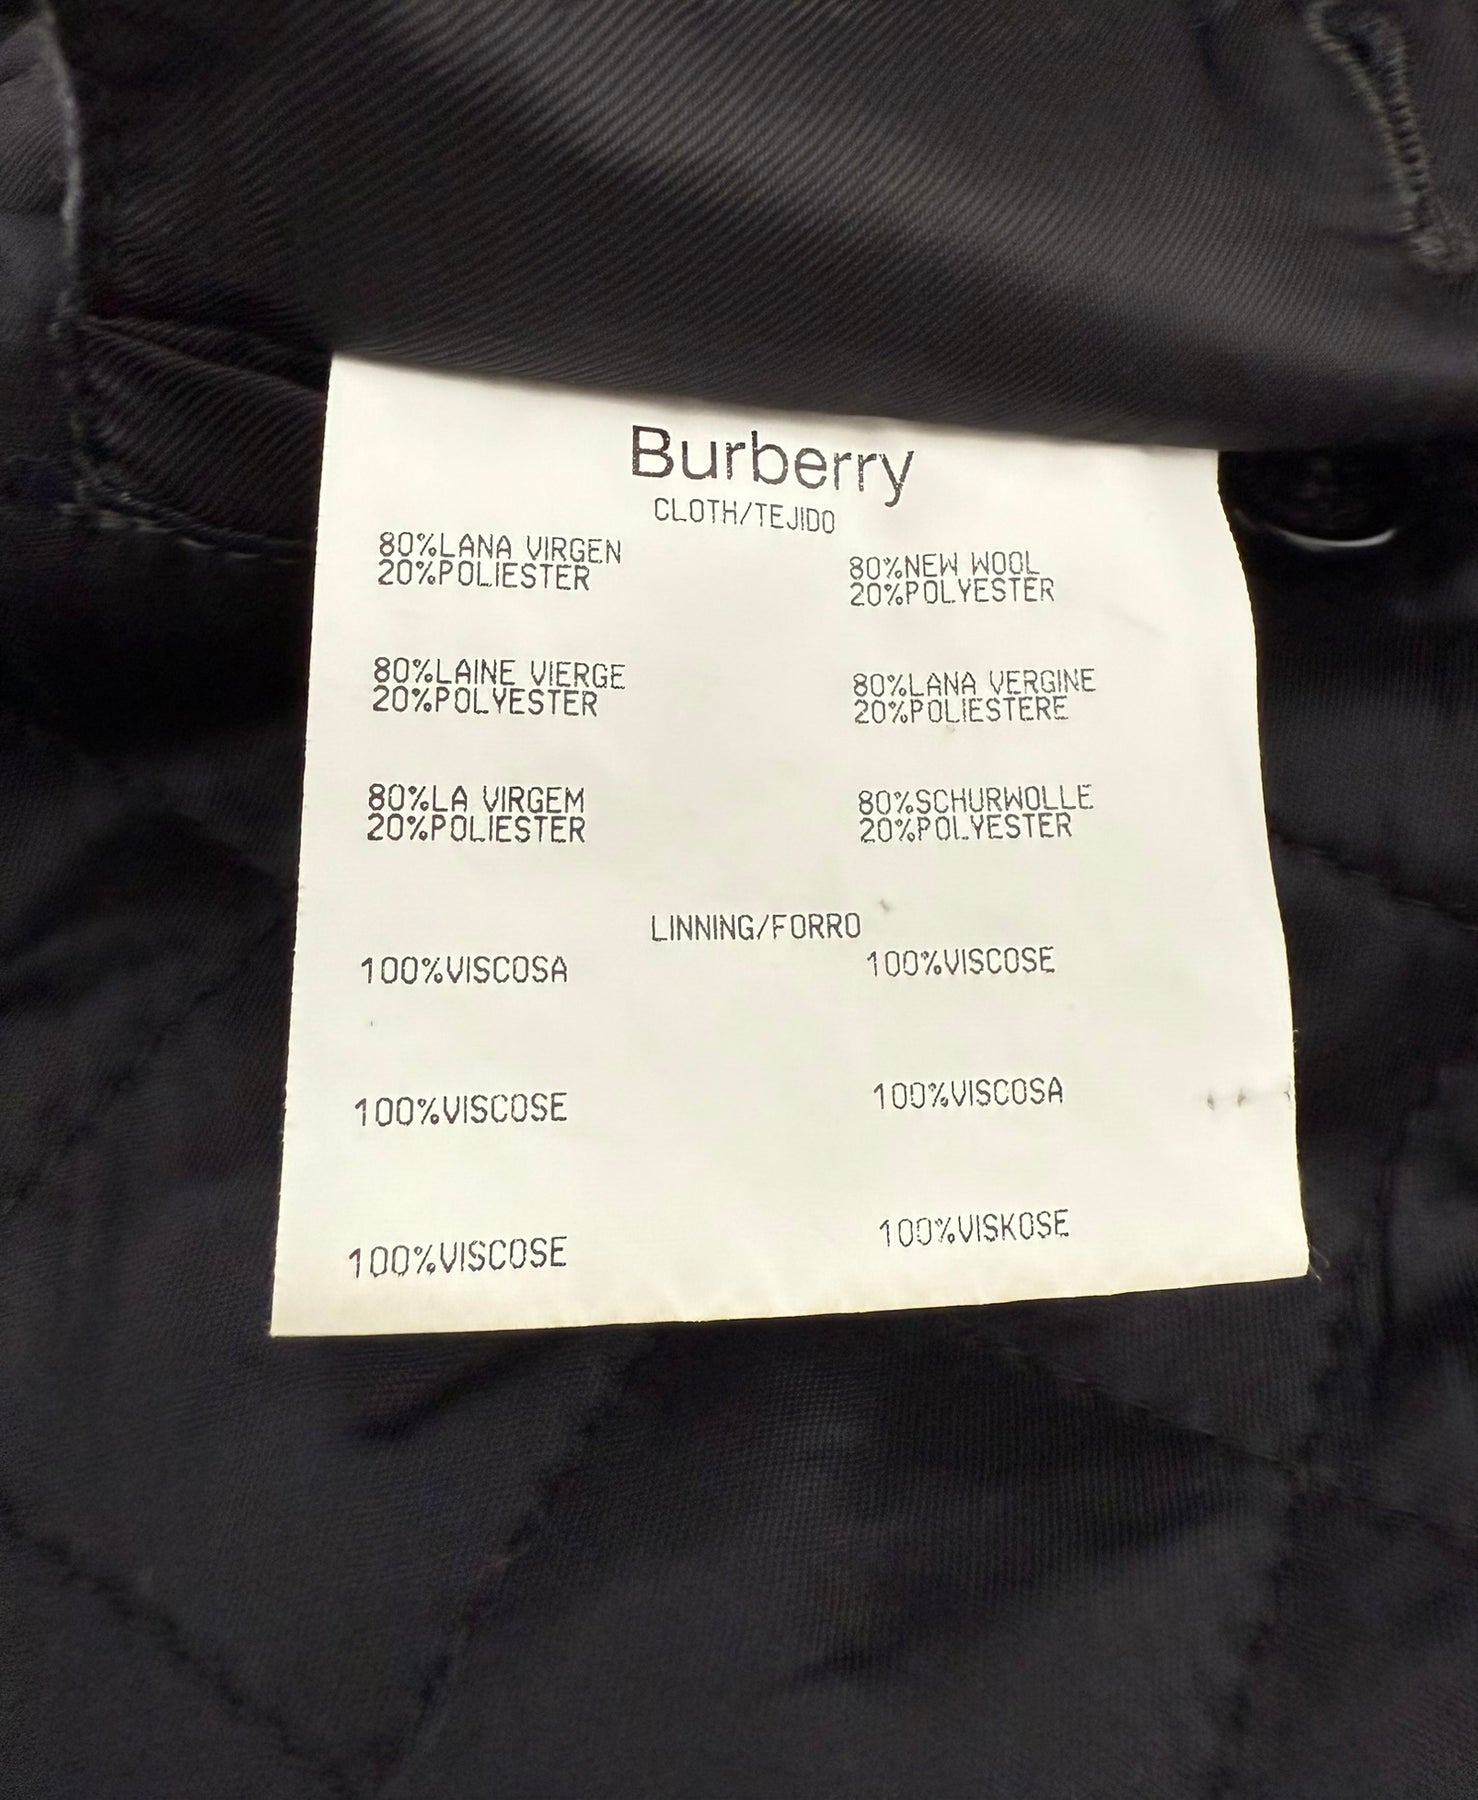 Burberry
CLOTH/TEJIDO
80%LANA VIRGEN
20%POLIESTER
80%NEW WOOL
20%POLYESTER
80%LAINE VIERGE
20%POLYESTER
80%LANA VERGINE
20%POLIESTERE
80%LA VIRGEM
20%POLIESTER
80%SCHURWOLLE
20%POLYESTER
LINNING/FORRO
100%VISCOSA
100%VISCOSE
100%VISCOSE
100%VISCOSA
100%VISCOSE
100%VISKOSE